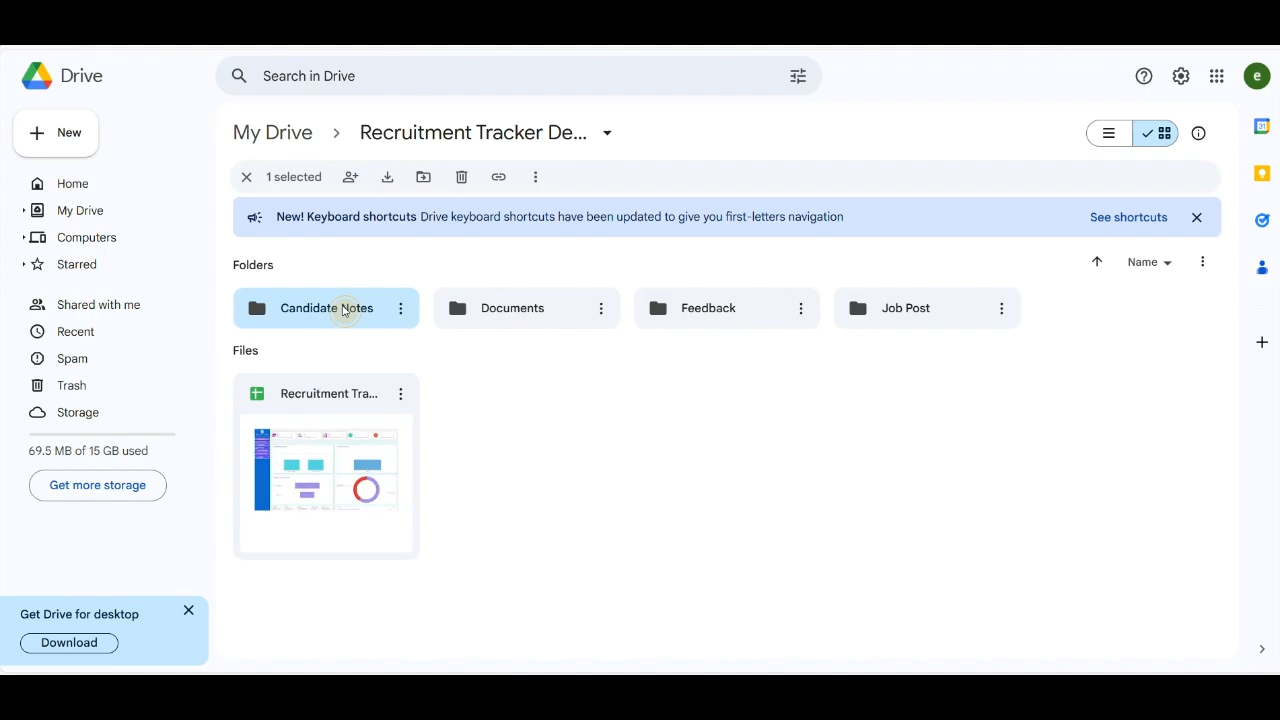 Drive
Search in Drive
e
New
My Drive > Recruitment Tracker De...
1 selected
New! Keyboard shortcuts Drive keyboard shortcuts have been updated to give you first-letters navigation
See shortcuts
Home
My Drive
Computers
Starred
Shared with me
Recent
Spam
Trash
Storage
69.5 MB of 15 GB used
Get more storage
Get Drive for desktop
Download
Folders
Name
Candidate Notes
Documents
Feedback
Job Post
Files
Recruitment Tra...
31